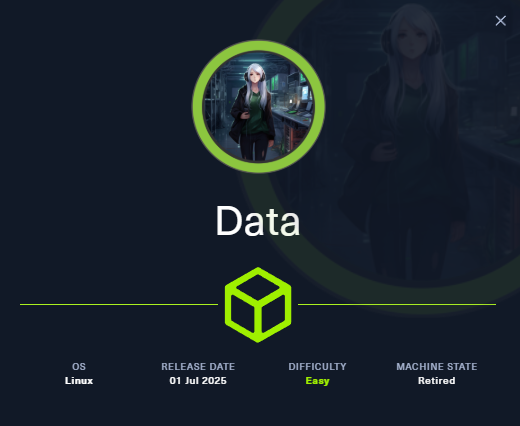 Data
OS RELEASE DATE DIFFICULTY MACHINE STATE
Linux 01 Jul 2025 Easy Retired